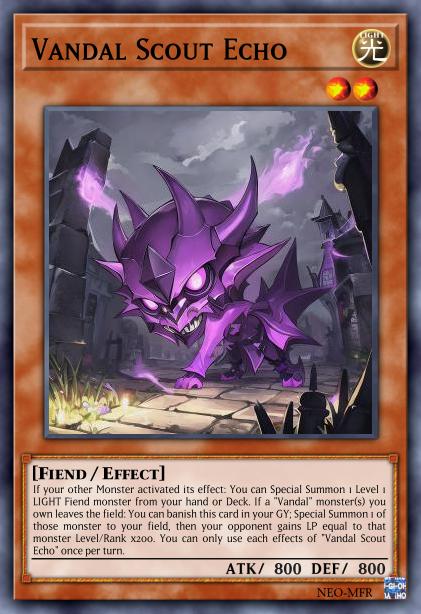 VANDAL SCOUT ECHO
LIGHT
光
[FIEND / EFFECT]
If your other Monster activated its effect: You can Special Summon 1 Level 1
LIGHT Fiend monster from your hand or Deck. If a "Vandal" monster(s) you
own leaves the field: You can banish this card in your GY; Special Summon 1 of
those monster to your field, then your opponent gains LP equal to that
monster Level/Rank x200. You can only use each effects of "Vandal Scout
Echo" once per turn.
ATK/ 800 DEF/ 800
NEO-MFR